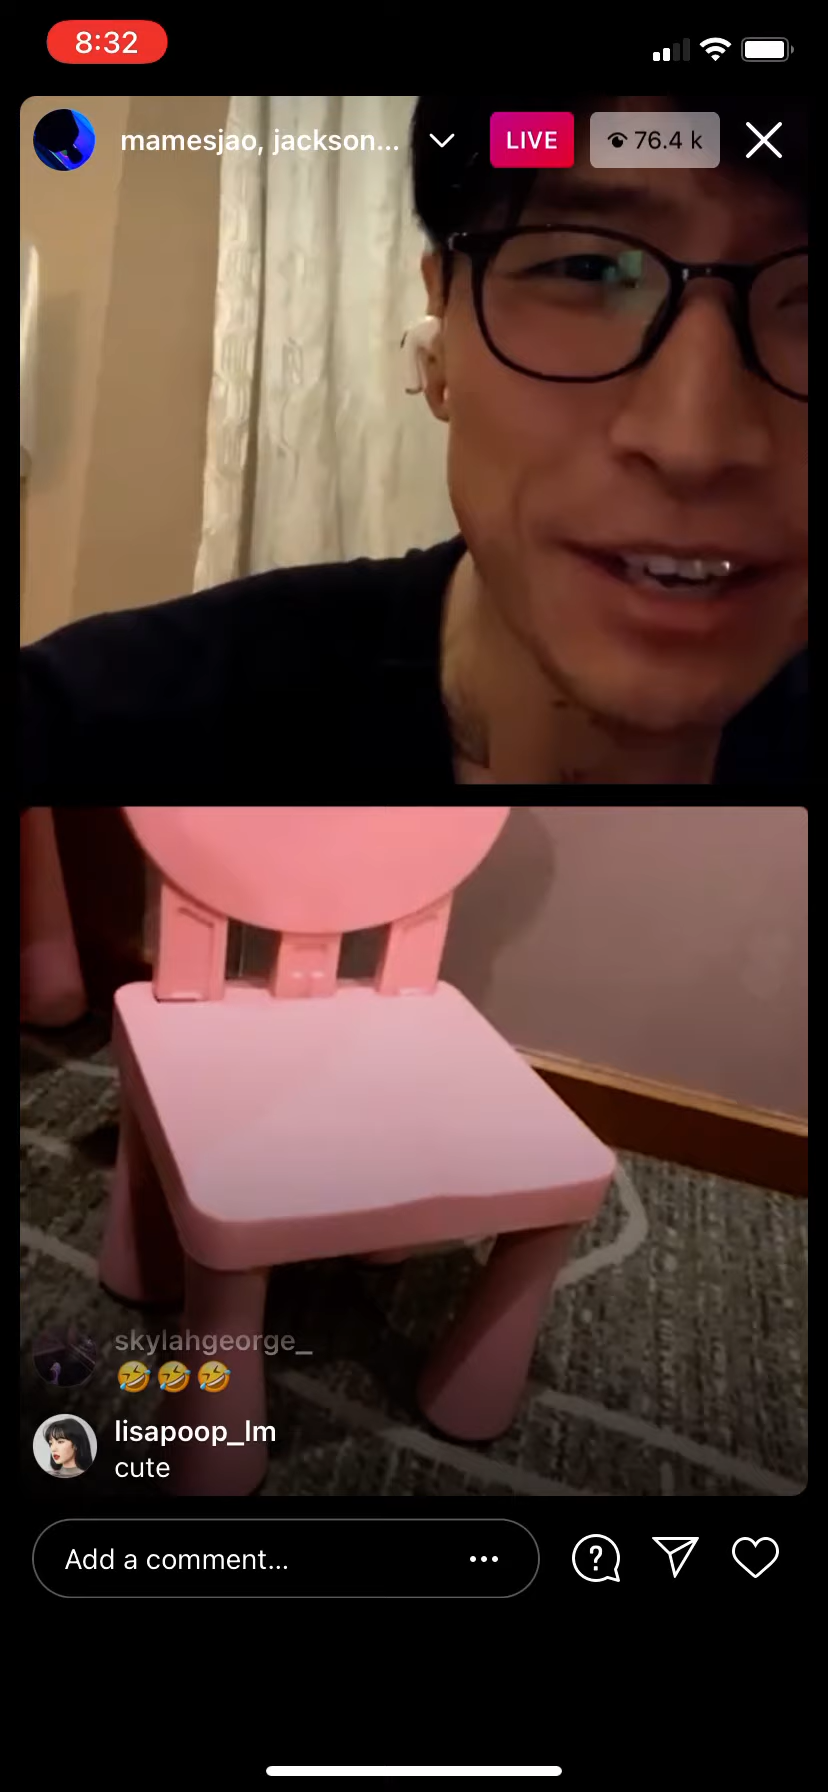 8:32
mamesjao, jackson...
LIVE
76.4 k
skylahgeorge_
🤣🤣🤣
lisapoop_lm
cute
Add a comment...